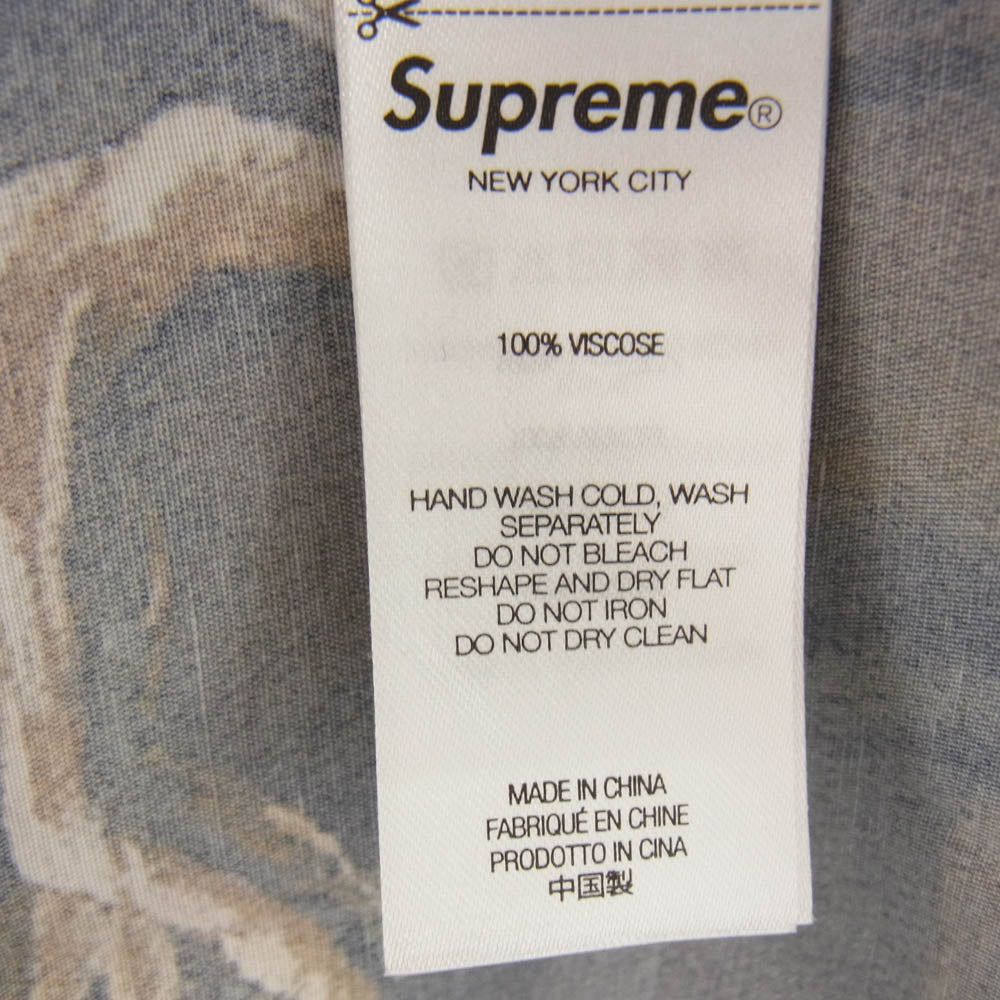 Supreme®
NEW YORK CITY
100% VISCOSE
HAND WASH COLD, WASH
SEPARATELY
DO NOT BLEACH
RESHAPE AND DRY FLAT
DO NOT IRON
DO NOT DRY CLEAN
MADE IN CHINA
FABRIQUÉ EN CHINE
PRODOTTO IN CINA
中国製